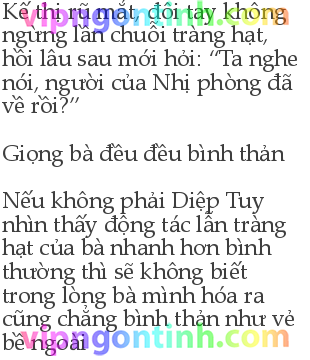 Kế thị rũ mắt, đôi tay không
ngừng lần chuỗi tràng hạt,
hồi lâu sau mới hỏi: “Ta nghe
nói, người của Nhị phòng đã
về rồi?”
Giọng bà đều đều bình thản
Nếu không phải Diệp Tuy
nhìn thấy động tác lần tràng
hạt của bà nhanh hơn bình
thường thì sẽ không biết
trong lòng bà mình hóa ra
cũng chẳng bình thản như vẻ
bề ngoài
vipngontinh.com
vipngontinh.com
vipngontinh.com